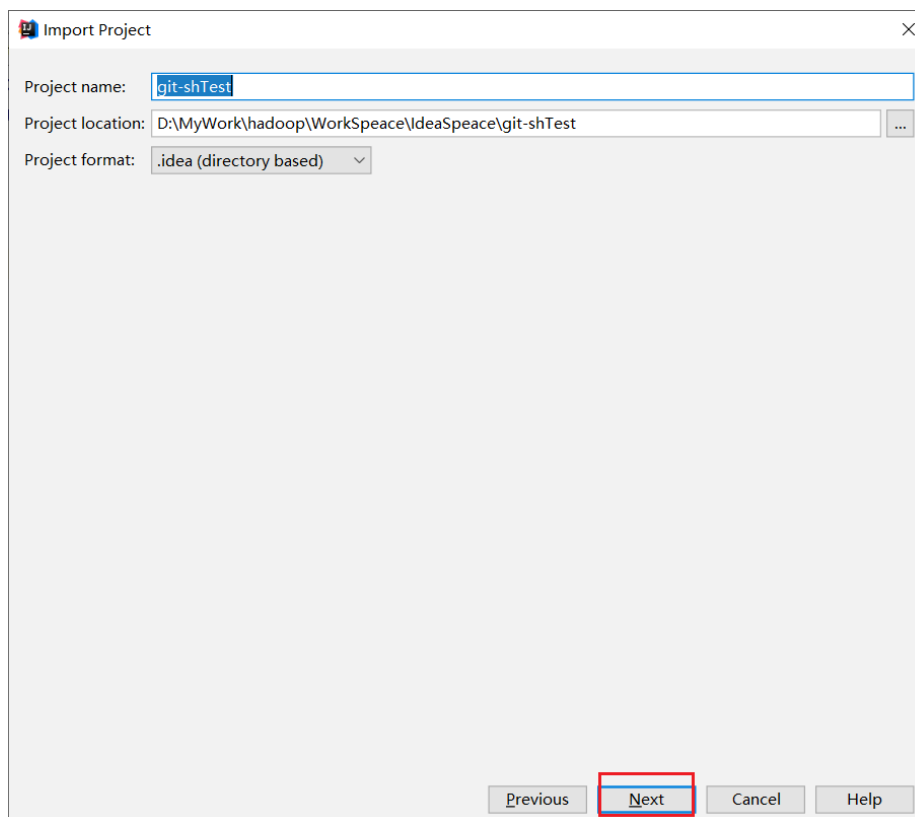 Import Project
Project name: git-shTest
Project location: D:\MyWork\hadoop\WorkSpeace\IdeaSpeace\git-shTest ...
Project format: .idea (directory based)
Previous Next Cancel Help